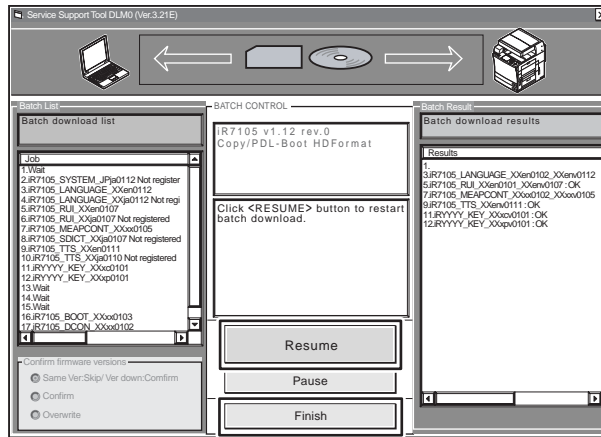 Service Support Tool DLM0 (Ver.3.21E)
Batch List
Batch download list
Job
1.Wait
2.iR7105_SYSTEM_JPja0112 Not register
3.iR7105_LANGUAGE_XXen0112
4.iR7105_LANGUAGE_XXja0112 Not regi
5.iR7105_RUI_XXen0107
6.iR7105_RUI_XXja0107 Not registered
7.iR7105_MEAPCONT_XXxx0105
8.iR7105_SDICT_XXja0107 Not registered
9.iR7105_TTS_XXen0111
10.iR7105_TTS_XXja0110 Not registered
11.iRYYYY_KEY_XXxc0101
12.iRYYYY_KEY_XXxp0101
13.Wait
14.Wait
15.Wait
16.iR7105_BOOT_XXxx0103
17.iR7105_DCON_XXxx0102
Confirm firmware versions
Same Ver:Skip/ Ver down:Comfirm
Confirm
Overwrite
BATCH CONTROL
iR7105 v1.12 rev.0
Copy/PDL-Boot HDFormat
Click <RESUME> button to restart
batch download.
Resume
Pause
Finish
Batch Result
Batch download results
Results
1.
3.iR7105_LANGUAGE_XXen0102_XXenv0112
5.iR7105_RUI_XXen0101_XXenv0107 : OK
7.iR7105_MEAPCONT_XXxx0102_XXxxv0105
9.iR7105_TTS_XXenv0111 : OK
11.iRYYYY_KEY_XXxcv0101 : OK
12.iRYYYY_KEY_XXxpv0101 : OK